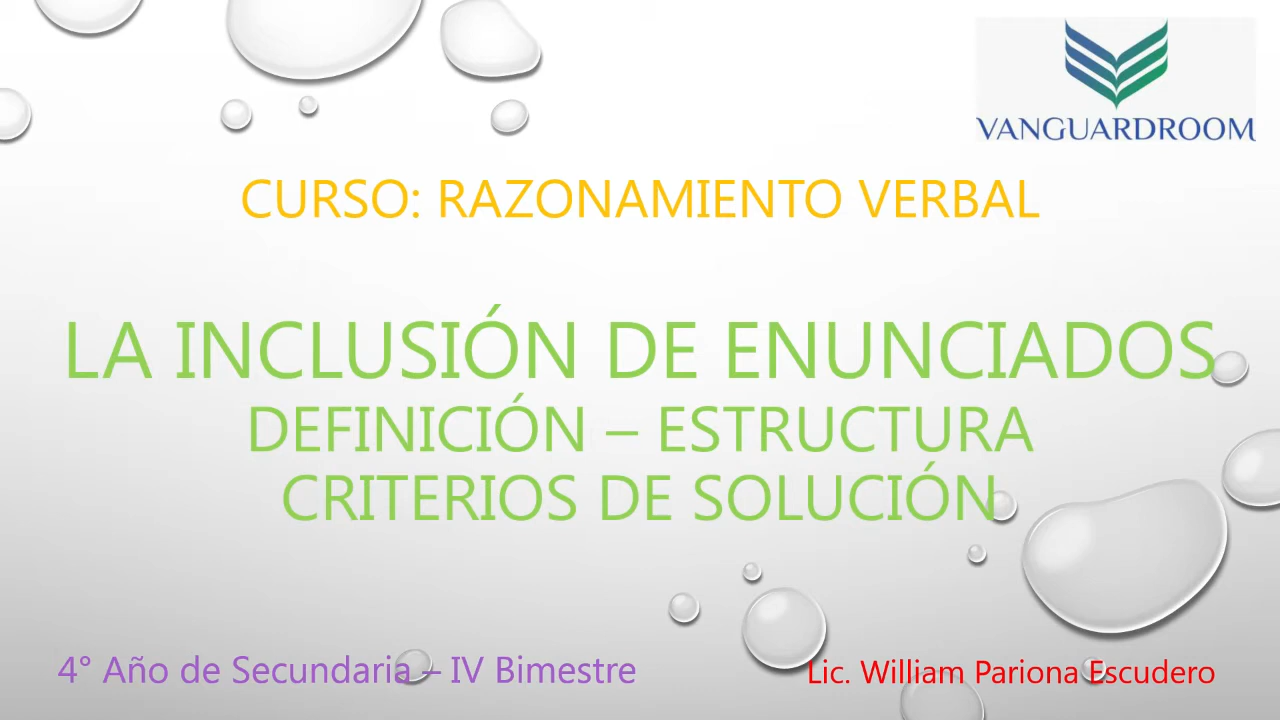 VANGUARDROOM
CURSO: RAZONAMIENTO VERBAL
LA INCLUSIÓN DE ENUNCIADOS
DEFINICIÓN – ESTRUCTURA
CRITERIOS DE SOLUCIÓN
4° Año de Secundaria – IV Bimestre
Lic. William Pariona Escudero